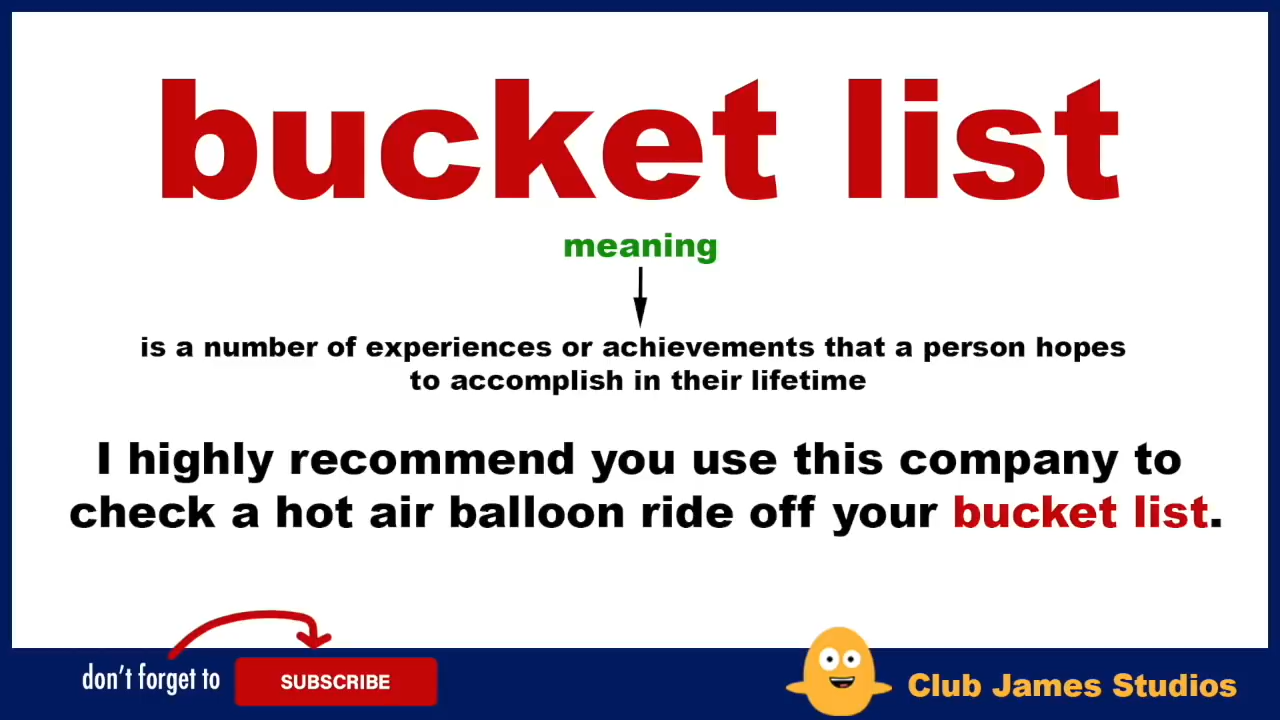 bucket list
meaning
is a number of experiences or achievements that a person hopes
to accomplish in their lifetime
I highly recommend you use this company to
check a hot air balloon ride off your bucket list.
don't forget to SUBSCRIBE
Club James Studios